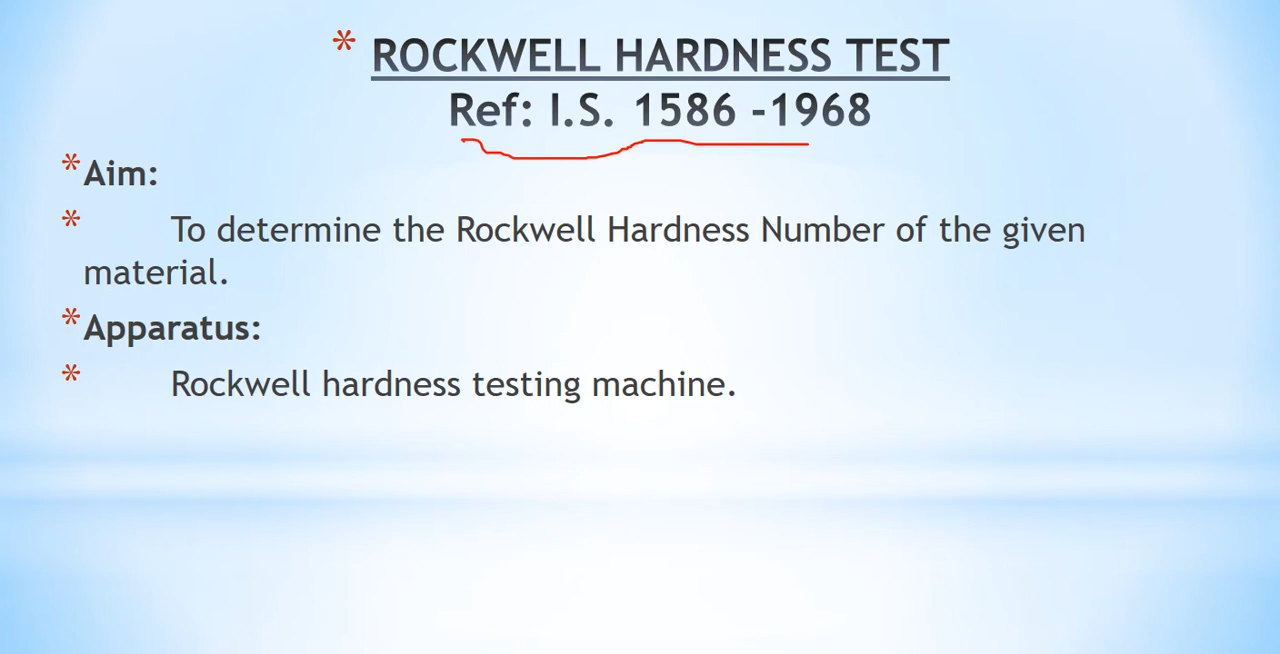 * ROCKWELL HARDNESS TEST
Ref: I.S. 1586 -1968
* Aim:
* To determine the Rockwell Hardness Number of the given
material.
* Apparatus:
* Rockwell hardness testing machine.